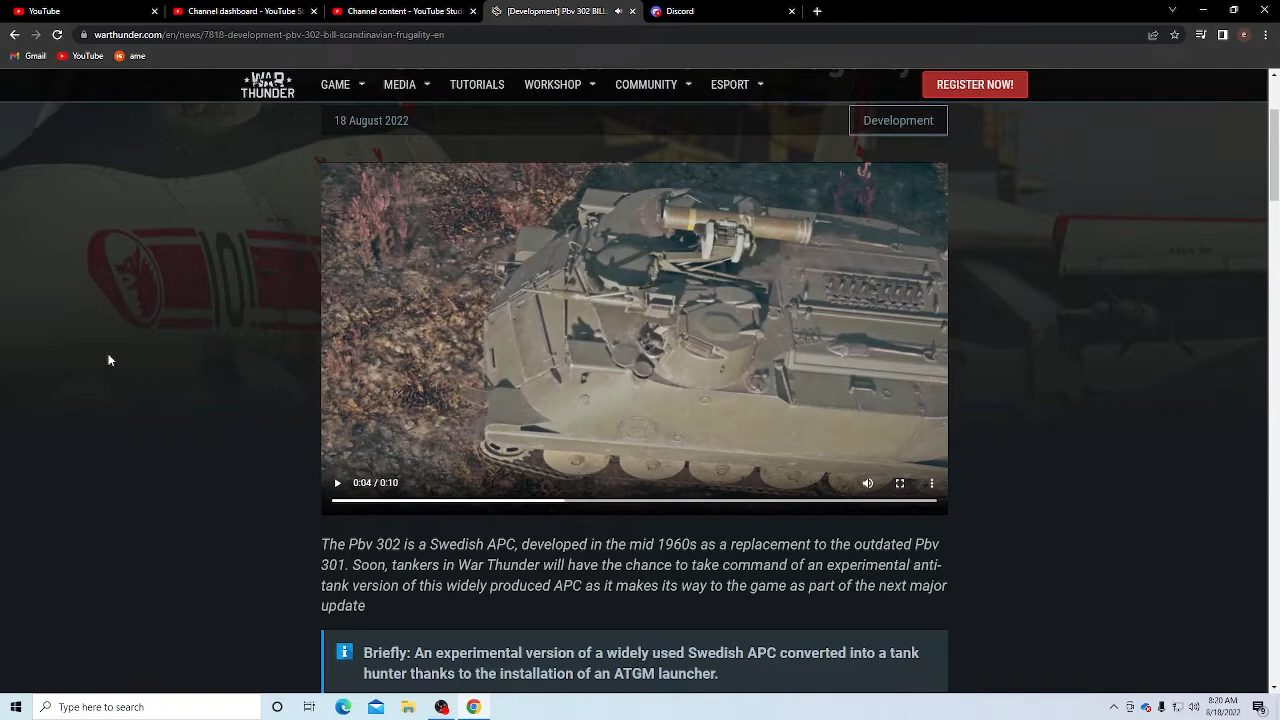 YouTube
Channel dashboard - YouTube St
Channel content - YouTube Studi
[Development] Pbv 302 BILL:
Discord
warthunder.com/en/news/7818-development-pbv-302-bill-scandinavian-frugality-en
Gmail
YouTube
ame
WAR THUNDER
GAME
MEDIA
TUTORIALS
WORKSHOP
COMMUNITY
ESPORT
REGISTER NOW!
18 August 2022
Development
101
0:04 / 0:10
The Pbv 302 is a Swedish APC, developed in the mid 1960s as a replacement to the outdated Pbv
301. Soon, tankers in War Thunder will have the chance to take command of an experimental anti-
tank version of this widely produced APC as it makes its way to the game as part of the next major
update
Briefly: An experimental version of a widely used Swedish APC converted into a tank
hunter thanks to the installation of an ATGM launcher.
Type here to search
8:20 AM
8/18/2022